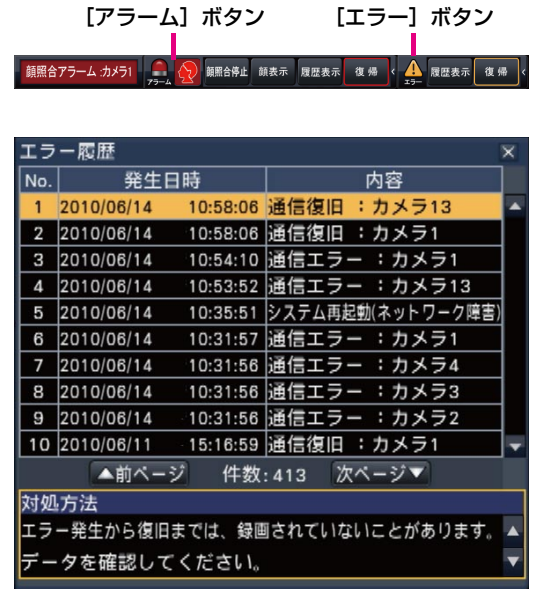 ［アラーム］ボタン ［エラー］ボタン
顔照合アラーム :カメラ1 アラーム 顔照合停止 顔表示 履歴表示 復帰 < エラー 履歴表示 復帰 <
エラー履歴 ×
No. 発生日時 内容
1 2010/06/14 10:58:06 通信復旧 ：カメラ13
2 2010/06/14 10:58:06 通信復旧 ：カメラ1
3 2010/06/14 10:54:10 通信エラー ：カメラ1
4 2010/06/14 10:53:52 通信エラー ：カメラ13
5 2010/06/14 10:35:51 システム再起動(ネットワーク障害)
6 2010/06/14 10:31:57 通信エラー ：カメラ1
7 2010/06/14 10:31:56 通信エラー ：カメラ4
8 2010/06/14 10:31:56 通信エラー ：カメラ3
9 2010/06/14 10:31:56 通信エラー ：カメラ2
10 2010/06/11 15:16:59 通信復旧 ：カメラ1
▲前ページ 件数:413 次ページ▼
対処方法
エラー発生から復旧までは、録画されていないことがあります。
データを確認してください。